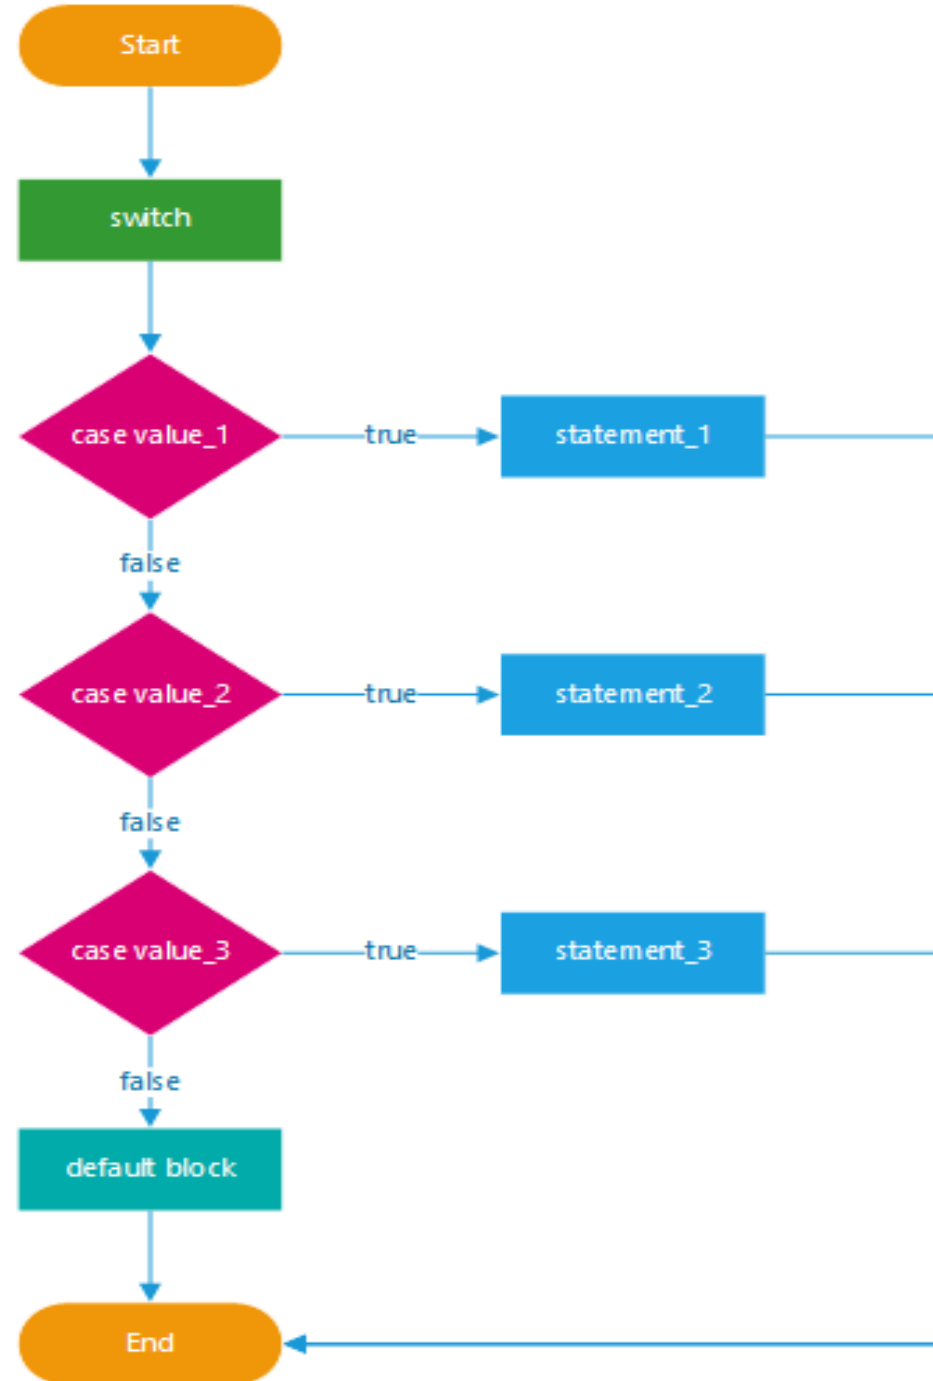 Start
switch
case value_1
true
statement_1
false
case value_2
true
statement_2
false
case value_3
true
statement_3
false
default block
End